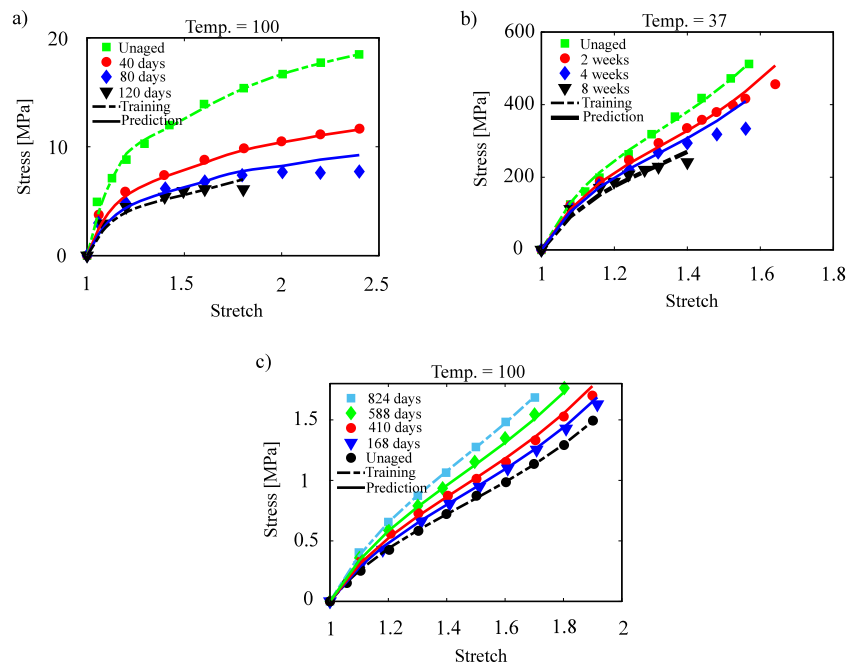 a)
Temp. = 100
20
10
0
Stress [MPa]
Unaged
40 days
80 days
120 days
Training
Prediction
1
1.5
2
2.5
Stretch
b)
Temp. = 37
600
400
200
0
Stress [MPa]
Unaged
2 weeks
4 weeks
8 weeks
Training
Prediction
1
1.2
1.4
1.6
1.8
Stretch
c)
Temp. = 100
1.5
1
0.5
0
Stress [MPa]
824 days
588 days
410 days
168 days
Unaged
Training
Prediction
1
1.2
1.4
1.6
1.8
2
Stretch